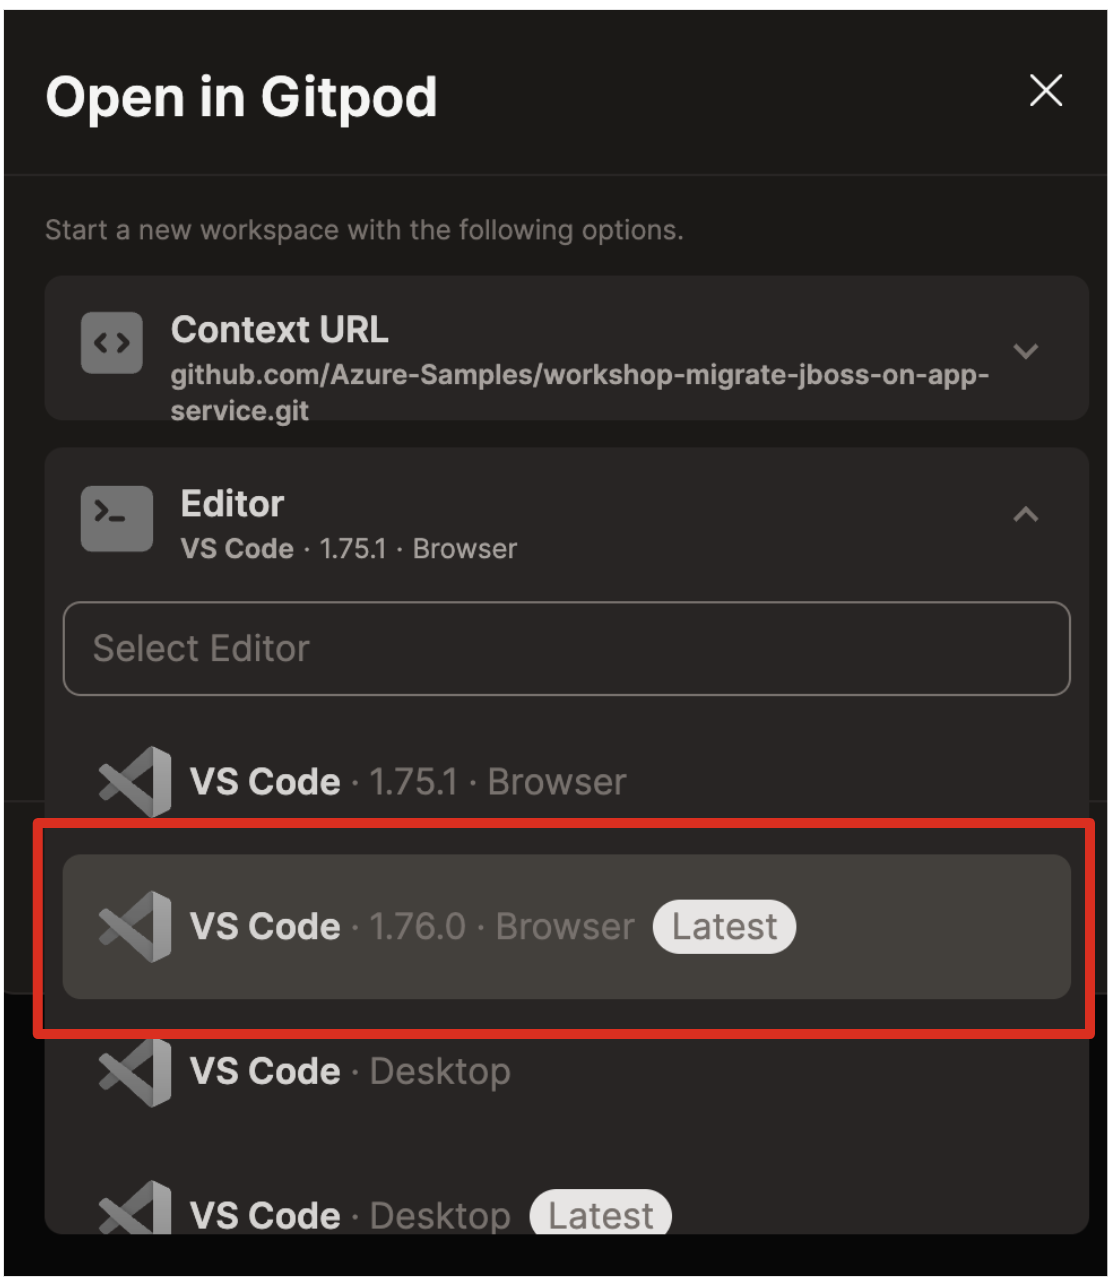 Open in Gitpod
Start a new workspace with the following options.
Context URL
github.com/Azure-Samples/workshop-migrate-jboss-on-app-
service.git
Editor
VS Code · 1.75.1 · Browser
Select Editor
VS Code · 1.75.1 · Browser
VS Code · 1.76.0 · Browser Latest
VS Code · Desktop
VS Code · Desktop Latest